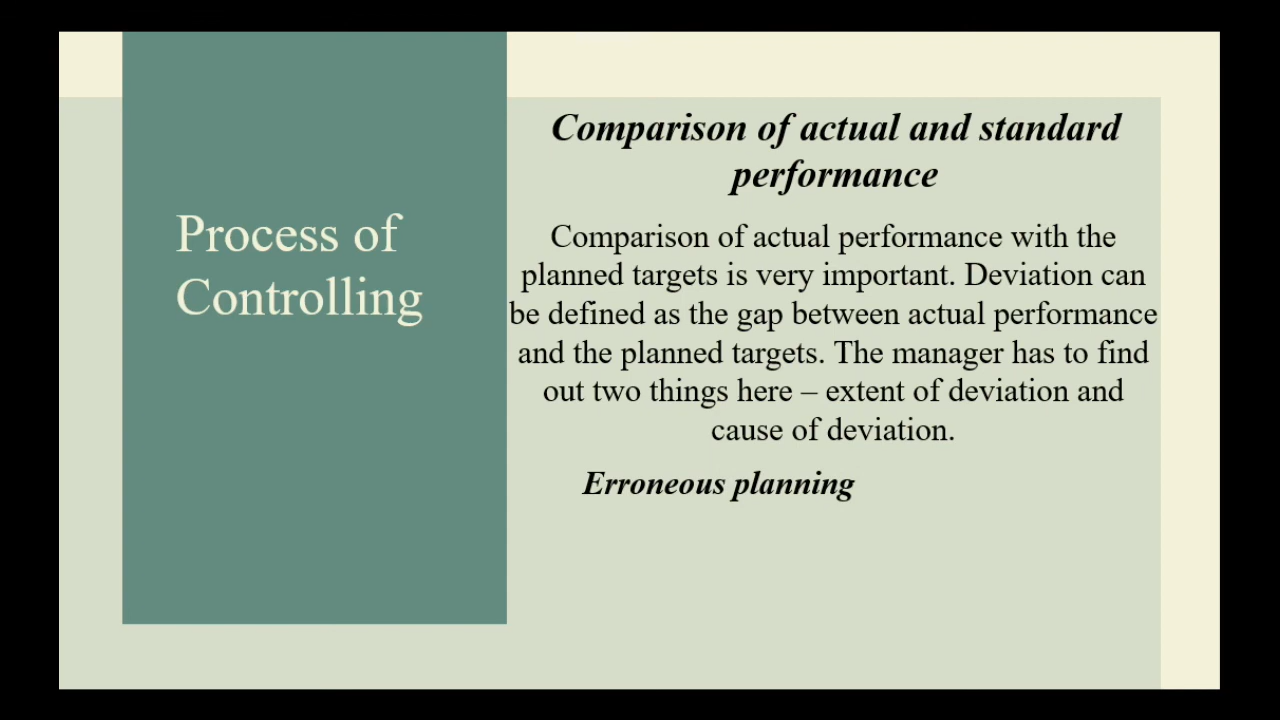 Process of
Controlling
Comparison of actual and standard
performance
Comparison of actual performance with the
planned targets is very important. Deviation can
be defined as the gap between actual performance
and the planned targets. The manager has to find
out two things here – extent of deviation and
cause of deviation.
Erroneous planning